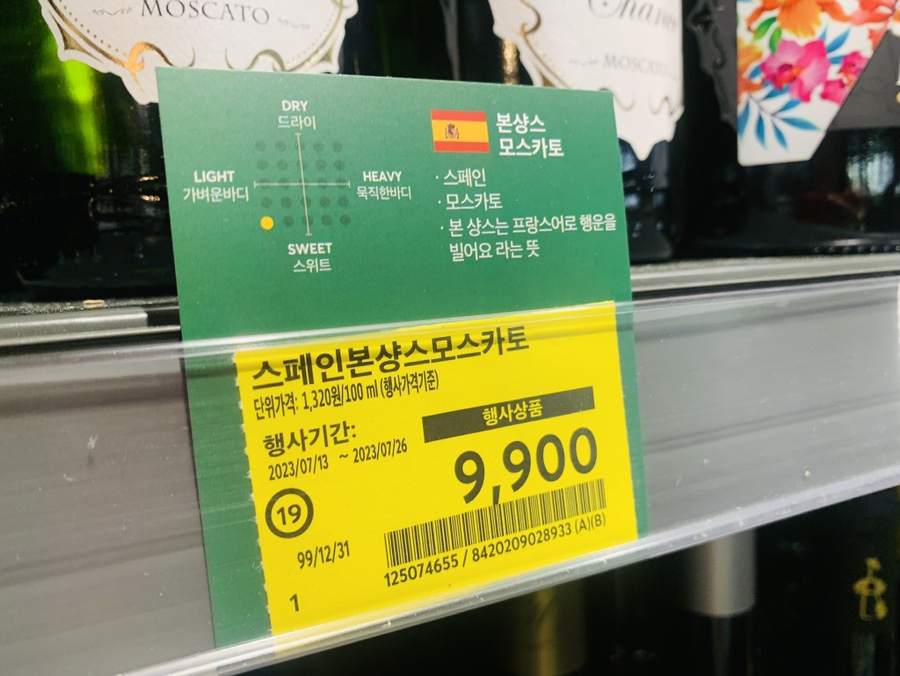 MOSCATO
MOSCATO
DRY
드라이
LIGHT
가벼운바디
HEAVY
묵직한바디
SWEET
스위트
본샹스
모스카토
· 스페인
· 모스카토
· 본 샹스는 프랑스어로 행운을
빌어요 라는 뜻
스페인본샹스모스카토
단위가격: 1,320원/100 ml (행사가격기준)
행사기간:
2023/07/13 ~ 2023/07/26
행사상품
9,900
19
99/12/31
125074655 / 8420209028933 (A)(B)
1